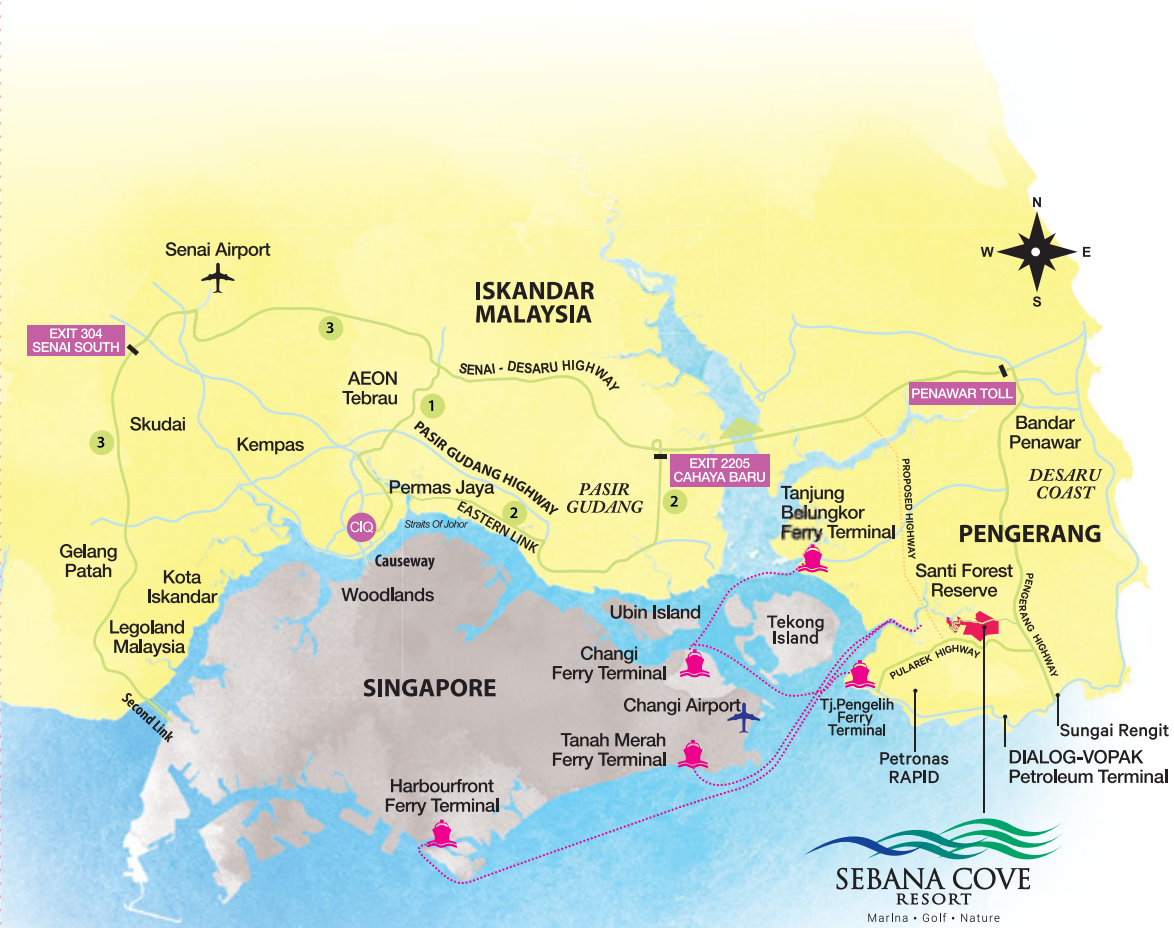 N
W
E
S
Senai Airport
ISKANDAR
MALAYSIA
EXIT 304
SENAI SOUTH
3
SENAI - DESARU HIGHWAY
AEON
Tebrau
1
PENAWAR TOLL
Skudai
3
Kempas
PASIR GUDANG HIGHWAY
Bandar
Penawar
EXIT 2205
CAHAYA BARU
Permas Jaya
PASIR
GUDANG
2
2
EASTERN LINK
Tanjung
Belungkor
Ferry Terminal
PROPOSED HIGHWAY
DESARU
COAST
CIQ
Straits Of Johor
PENGERANG
Gelang
Patah
Causeway
Kota
Iskandar
Woodlands
Santi Forest
Reserve
PENGERANG HIGHWAY
Ubin Island
Tekong
Island
Legoland
Malaysia
Changi
Ferry Terminal
PULAREK HIGHWAY
SINGAPORE
Second Link
Changi Airport
Tj.Pengelih
Ferry
Terminal
Tanah Merah
Ferry Terminal
Sungai Rengit
Petronas
RAPID
DIALOG-VOPAK
Petroleum Terminal
Harbourfront
Ferry Terminal
SEBANA COVE
RESORT
Marina • Golf • Nature